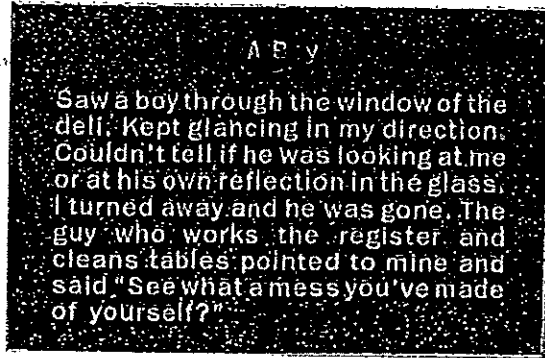 A B y
Saw a boy through the window of the
deli. Kept glancing in my direction.
Couldn't tell if he was looking at me
or at his own reflection in the glass.
I turned away and he was gone. The
guy who works the register and
cleans tables pointed to mine and
said "See what a mess you've made
of yourself?"